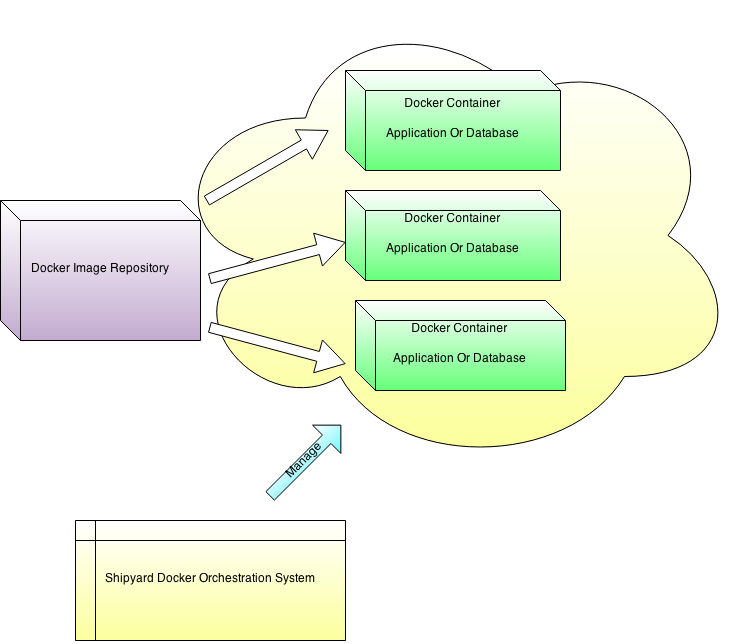 Docker Container
Application Or Database
Docker Container
Application Or Database
Docker Image Repository
Docker Container
Application Or Database
Manage
Shipyard Docker Orchestration System